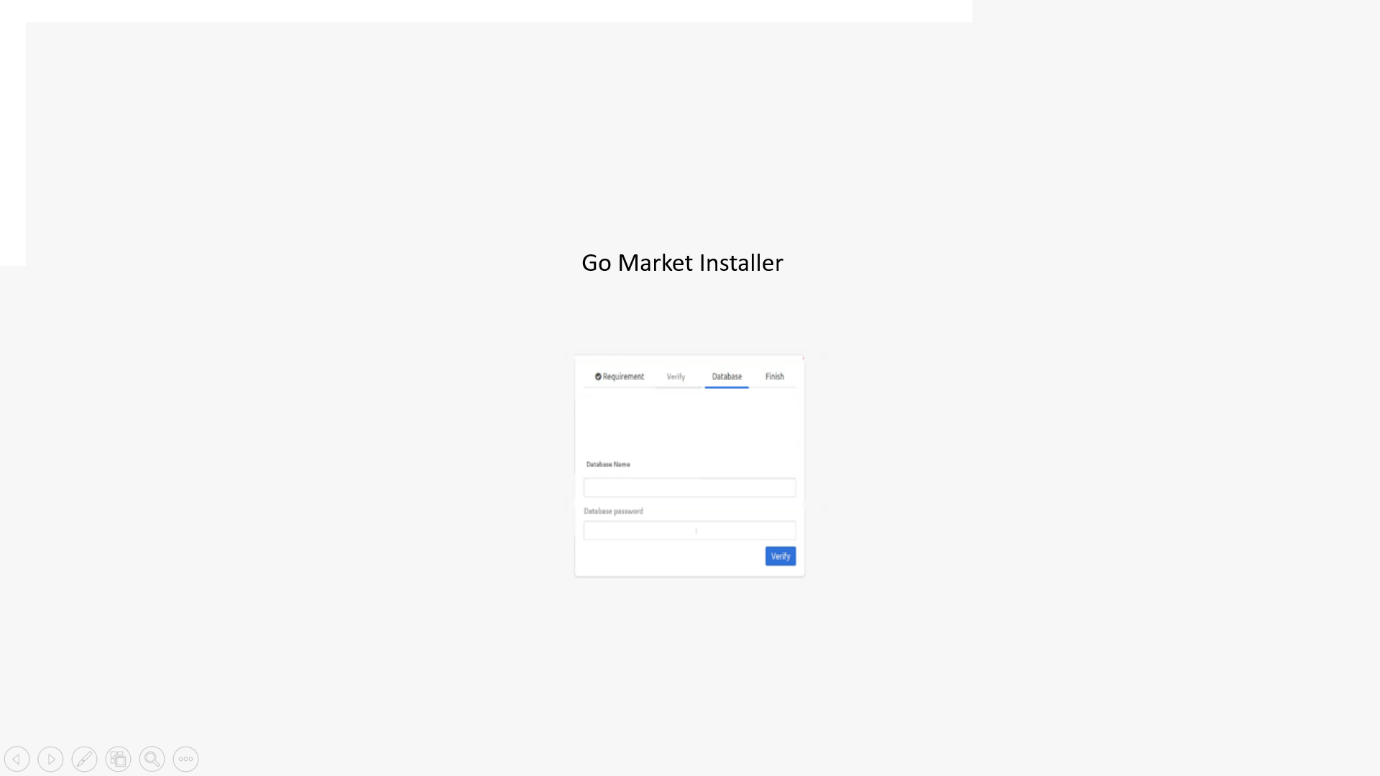 Go Market Installer
Requirement Verify Database Finish
Database Name
Database password
Verify